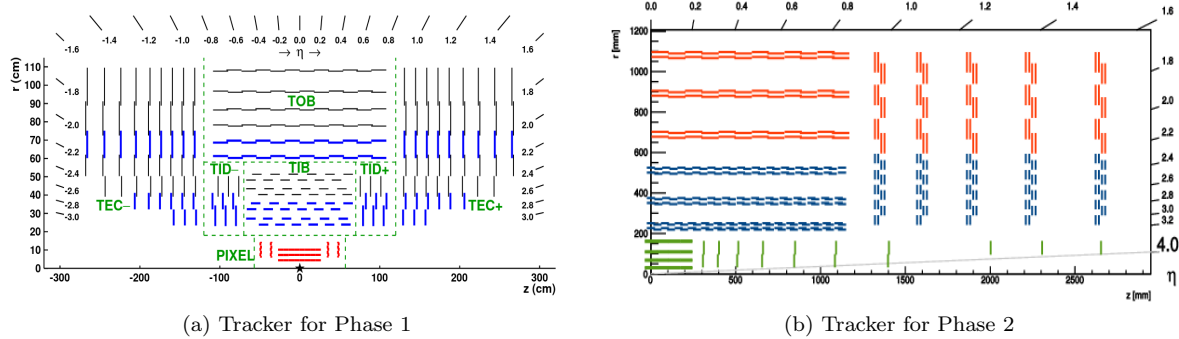 -1.4 -1.2 -1.0 -0.8 -0.6 -0.4 -0.2 0.0 0.2 0.4 0.6 0.8 1.0 1.2 1.4
-1.6 → η → 1.6
r (cm)
110
100
90
80
70
60
50
40
30
20
10
0
-1.8 1.8
-2.0 2.0
-2.2 2.2
-2.4 2.4
-2.6 2.6
-2.8 2.8
-3.0 3.0
TOB
TID− TIB TID+
TEC− TEC+
PIXEL
-300 -200 -100 0 100 200 300
z (cm)
(a) Tracker for Phase 1
0.0 0.2 0.4 0.6 0.8 1.0 1.2 1.4 1.6
r [mm]
1200
1000
800
600
400
200
0
1.8
2.0
2.2
2.4
2.6
2.8
3.0
3.2
4.0
η
0 500 1000 1500 2000 2500
z [mm]
(b) Tracker for Phase 2